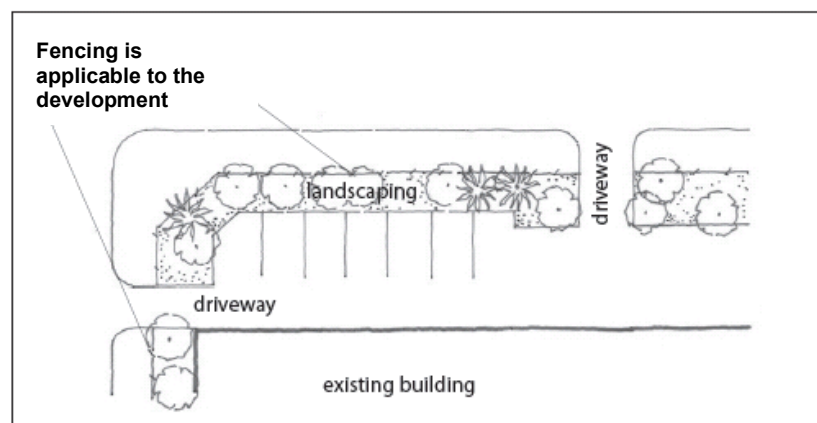 Fencing is
applicable to the
development
landscaping
driveway
driveway
existing building